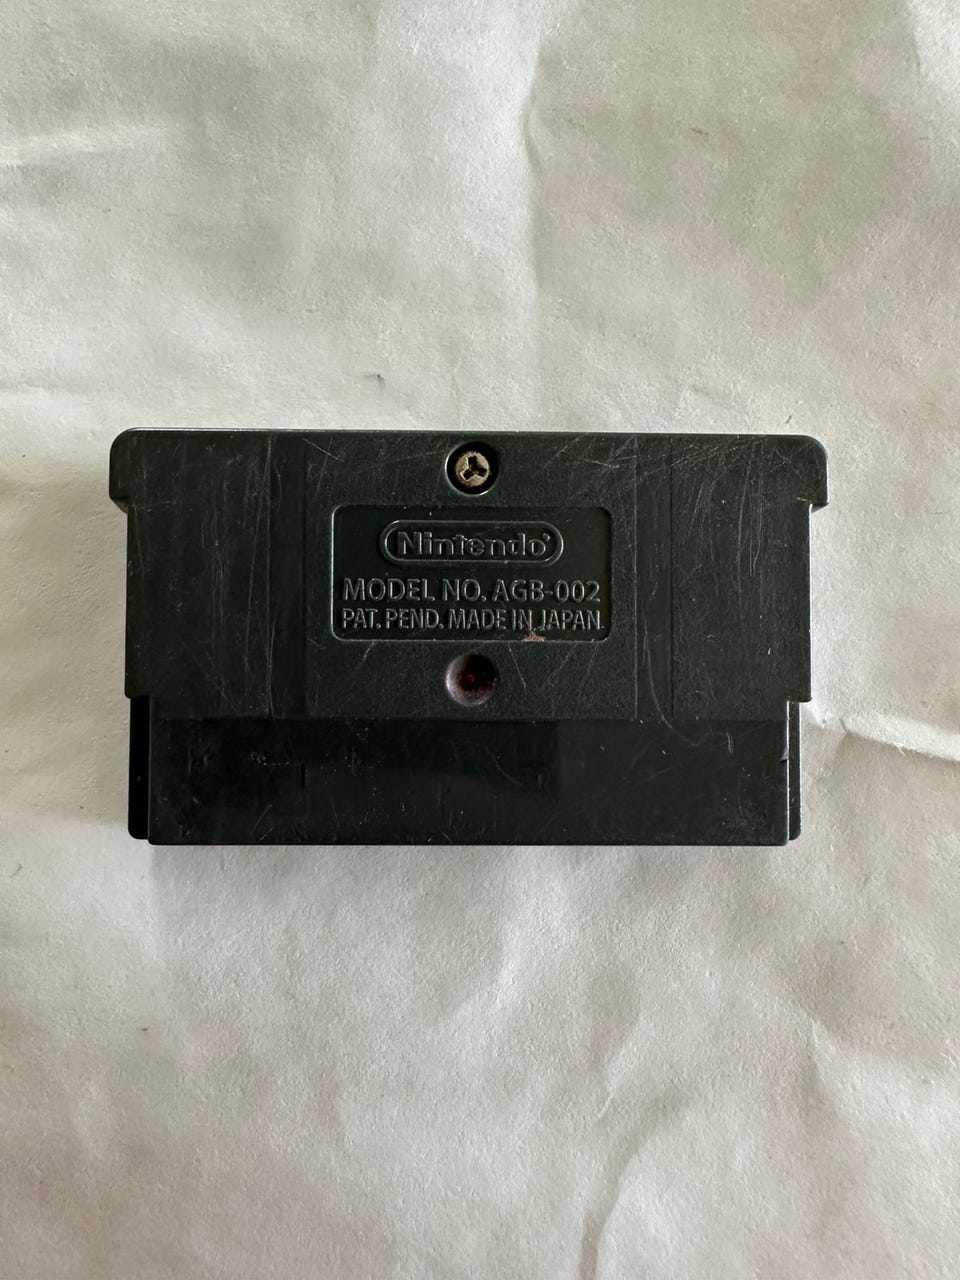 Nintendo®
MODEL NO. AGB-002
PAT. PEND. MADE IN JAPAN